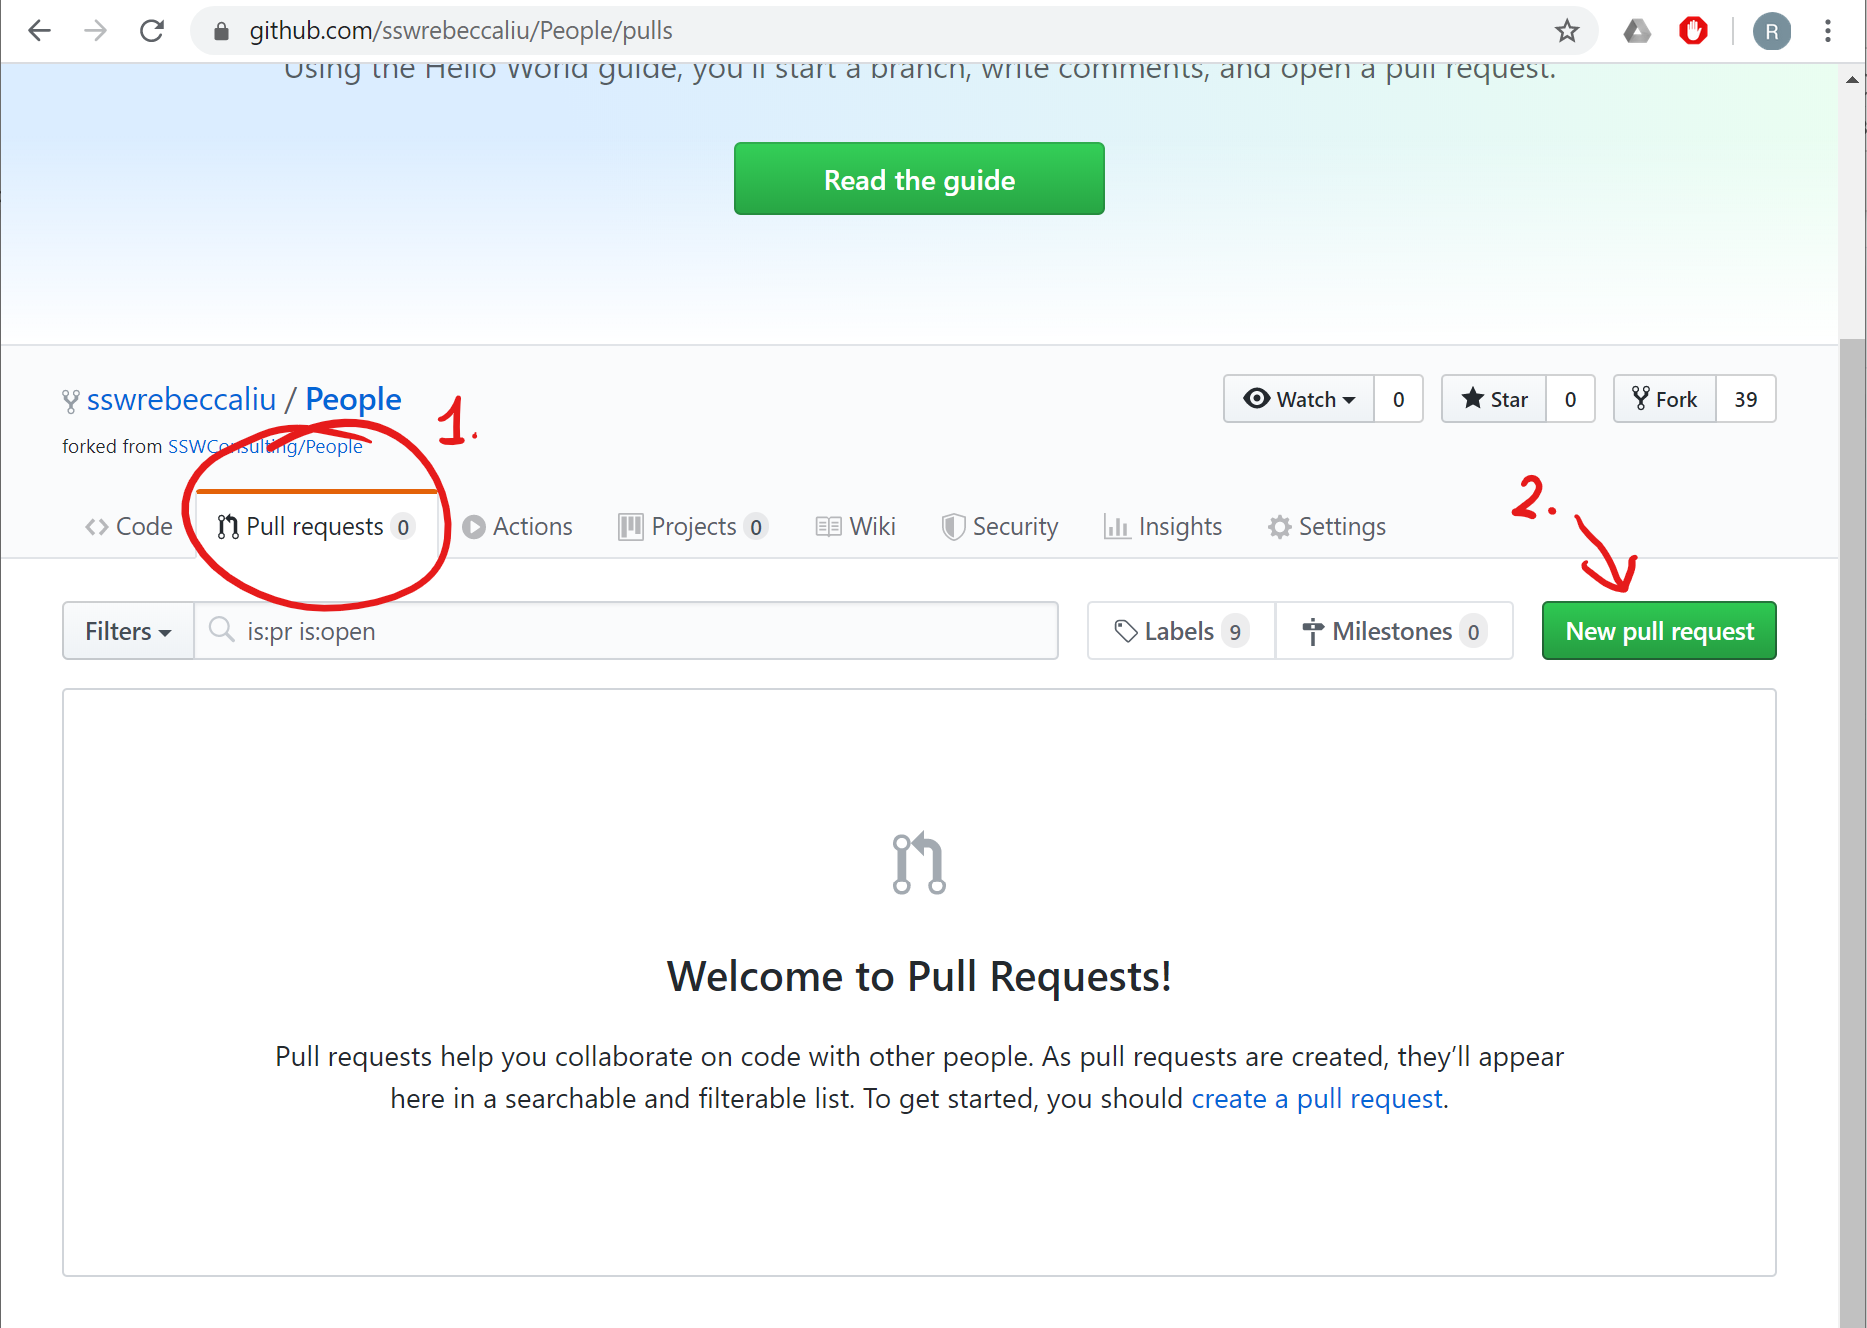 github.com/sswrebeccaliu/People/pulls
R
Using the Hello World guide, you'll start a branch, write comments, and open a pull request.
Read the guide
sswrebeccaliu / People
1.
Watch 0 Star 0 Fork 39
forked from SSWConsulting/People
2.
Code Pull requests 0 Actions Projects 0 Wiki Security Insights Settings
Filters is:pr is:open Labels 9 Milestones 0 New pull request
Welcome to Pull Requests!
Pull requests help you collaborate on code with other people. As pull requests are created, they’ll appear
here in a searchable and filterable list. To get started, you should create a pull request.